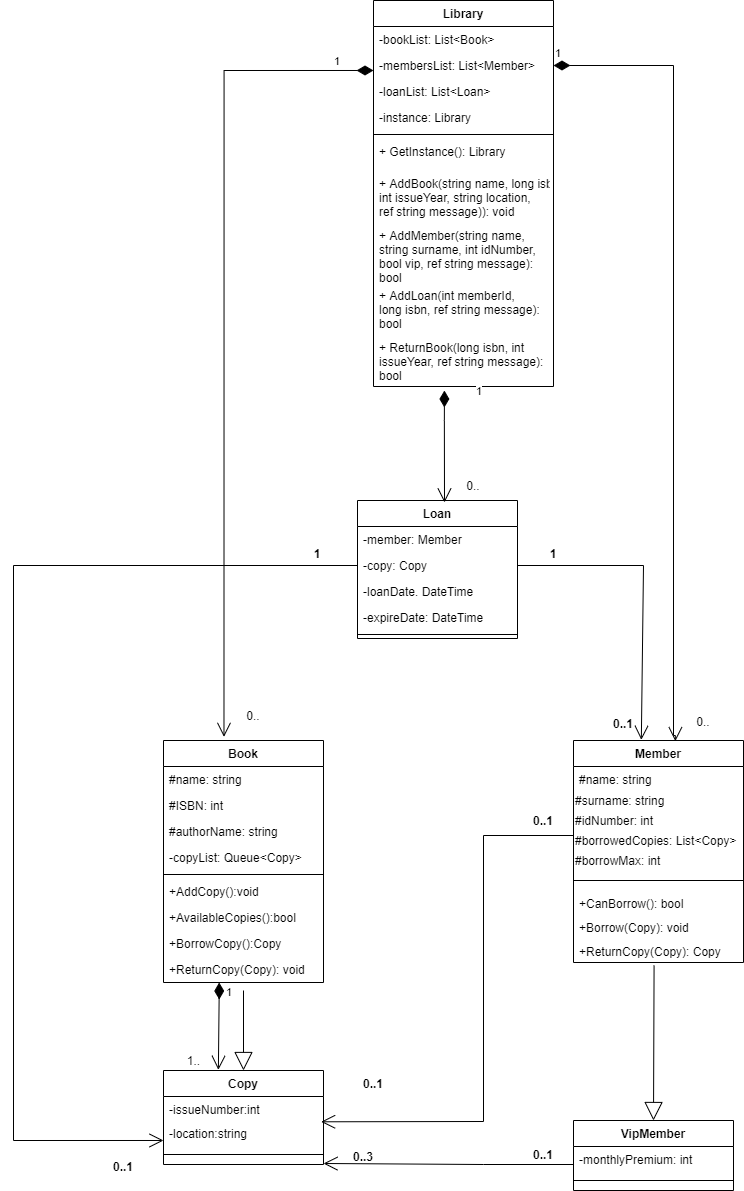 Library
-bookList: List<Book>
-membersList: List<Member>
-loanList: List<Loan>
-instance: Library
+ GetInstance(): Library
+ AddBook(string name, long ist
int issueYear, string location,
ref string message)): void
+ AddMember(string name,
string surname, int idNumber,
bool vip, ref string message):
bool
+ AddLoan(int memberId,
long isbn, ref string message):
bool
+ ReturnBook(long isbn, int
issueYear, ref string message):
bool
1
1
1
0..
Loan
-member: Member
-copy: Copy
-loanDate. DateTime
-expireDate: DateTime
1
1
0..
0..1
0..
Book
#name: string
#ISBN: int
#authorName: string
-copyList: Queue<Copy>
+AddCopy():void
+AvailableCopies():bool
+BorrowCopy():Copy
+ReturnCopy(Copy): void
Member
#name: string
#surname: string
#idNumber: int
#borrowedCopies: List<Copy>
#borrowMax: int
+CanBorrow(): bool
+Borrow(Copy): void
+ReturnCopy(Copy): Copy
0..1
1
1..
0..1
Copy
-issueNumber:int
-location:string
0..1
0..3
0..1
VipMember
-monthlyPremium: int